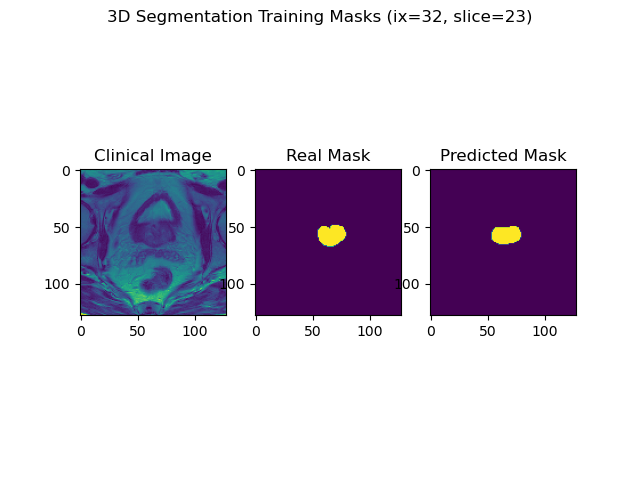 3D Segmentation Training Masks (ix=32, slice=23)
Clinical Image Real Mask Predicted Mask
0 0 0
50 50 50
100 100 100
0 50 100 0 50 100 0 50 100